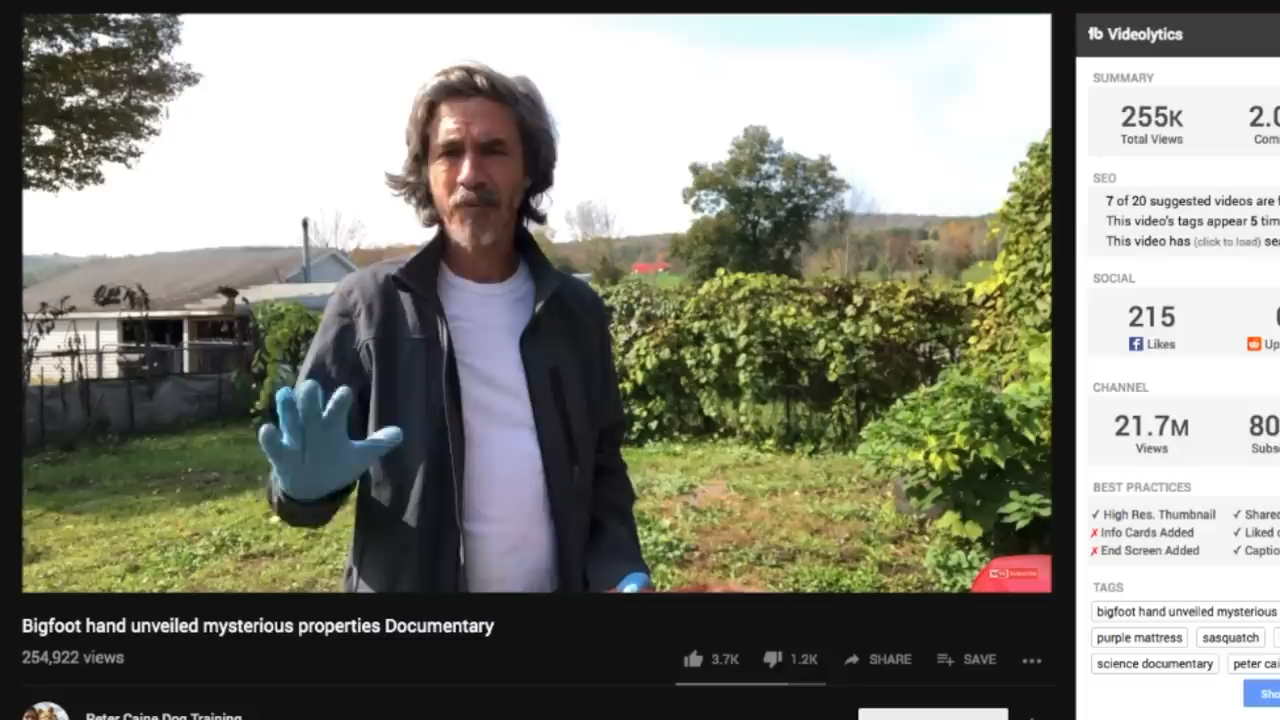 Videolytics
SUMMARY
255K
Total Views
SEO
7 of 20 suggested videos are
This video's tags appear 5
This video has (click to load)
SOCIAL
215
Likes
CHANNEL
21.7M
Views
BEST PRACTICES
✓ High Res. Thumbnail
✗ Info Cards Added
✗ End Screen Added
TAGS
bigfoot hand unveiled mysterious
purple mattress
sasquatch
science documentary
Bigfoot hand unveiled mysterious properties Documentary
254,922 views
3.7K
1.2K
SHARE
SAVE
Peter Caine Dog Training